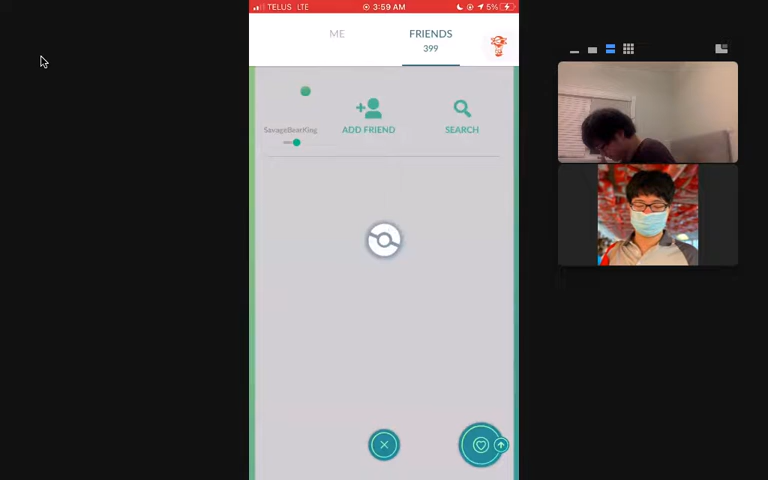 TELUS LTE 3:59 AM 5%
ME FRIENDS
399
SavageBeatKing ADD FRIEND SEARCH